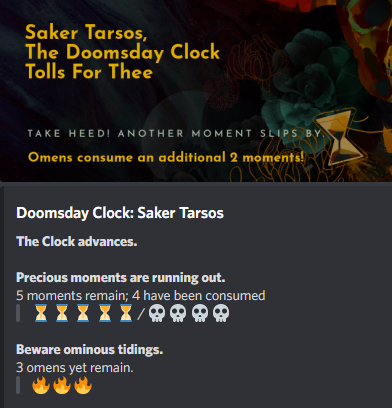 Saker Tarsos,
The Doomsday Clock
Tolls For Thee
TAKE HEED! ANOTHER MOMENT SLIPS BY.
Omens consume an additional 2 moments!
Doomsday Clock: Saker Tarsos
The Clock advances.
Precious moments are running out.
5 moments remain; 4 have been consumed
⏳⏳⏳⏳⏳/💀💀💀💀
Beware ominous tidings.
3 omens yet remain.
🔥🔥🔥